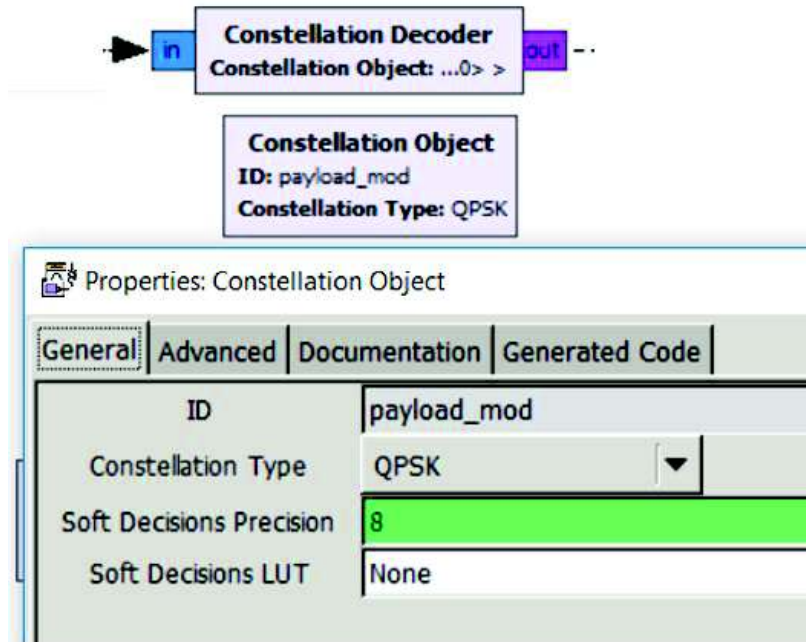 Constellation Decoder
in
Constellation Object: ...0> >
out
Constellation Object
ID: payload_mod
Constellation Type: QPSK
Properties: Constellation Object
General Advanced Documentation Generated Code
ID payload_mod
Constellation Type QPSK
Soft Decisions Precision 8
Soft Decisions LUT None